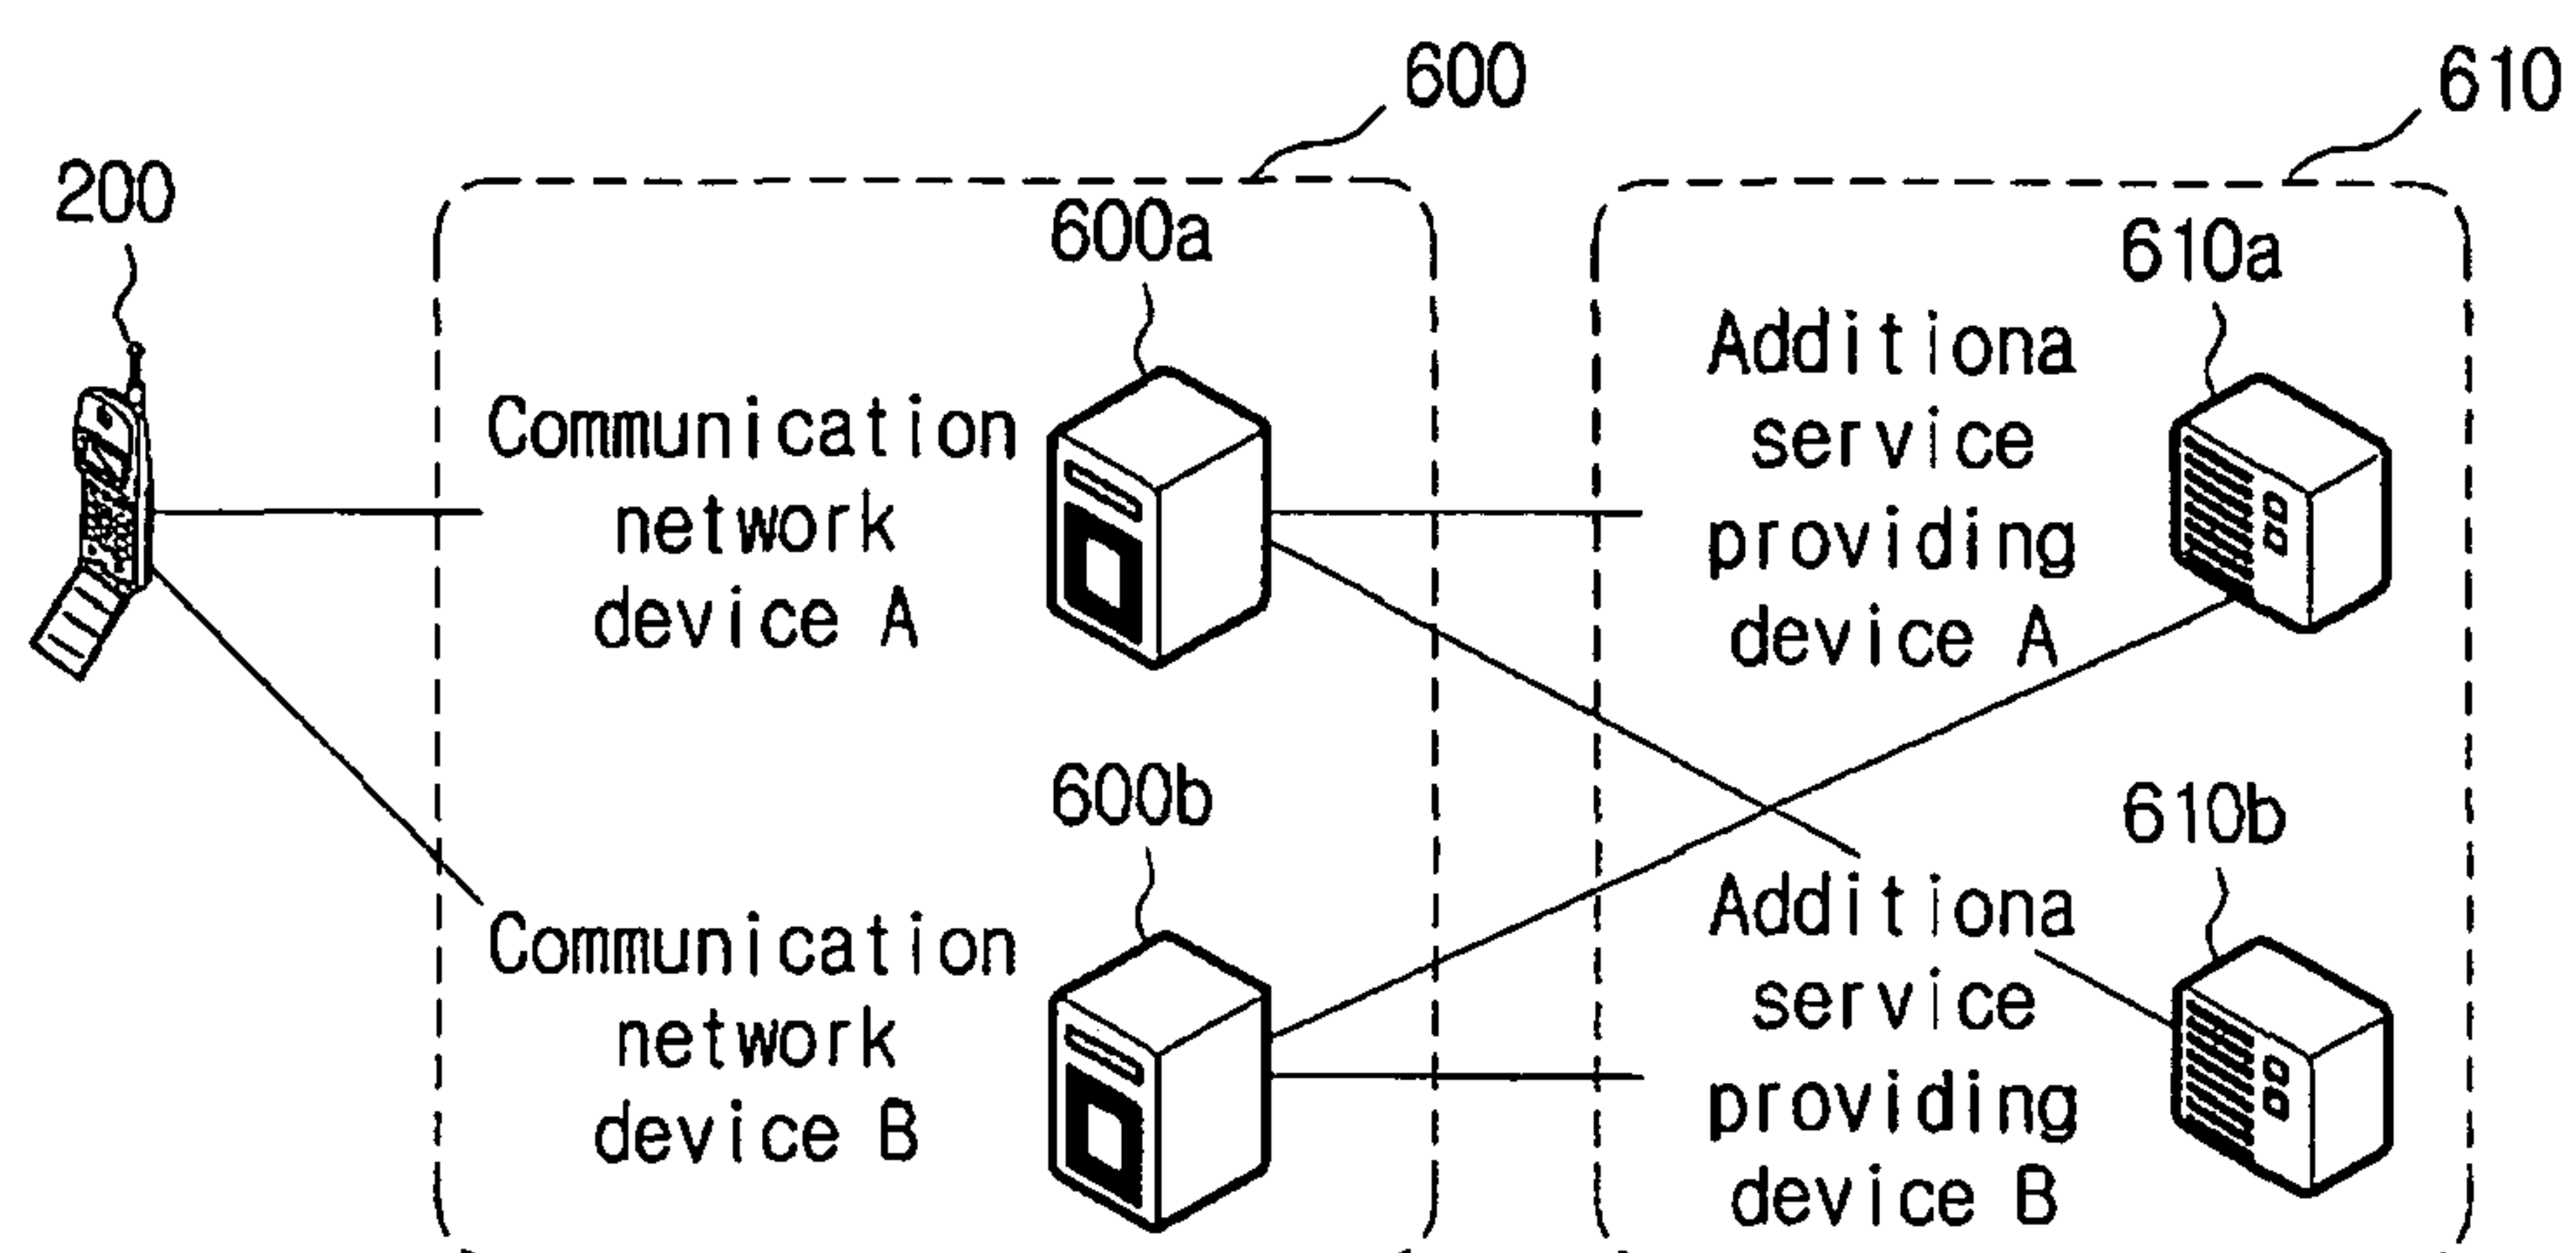 600
610
200
600a
610a
Communication
network
device A
Additiona
service
providing
device A
600b
610b
Communication
network
device B
Additiona
service
providing
device B